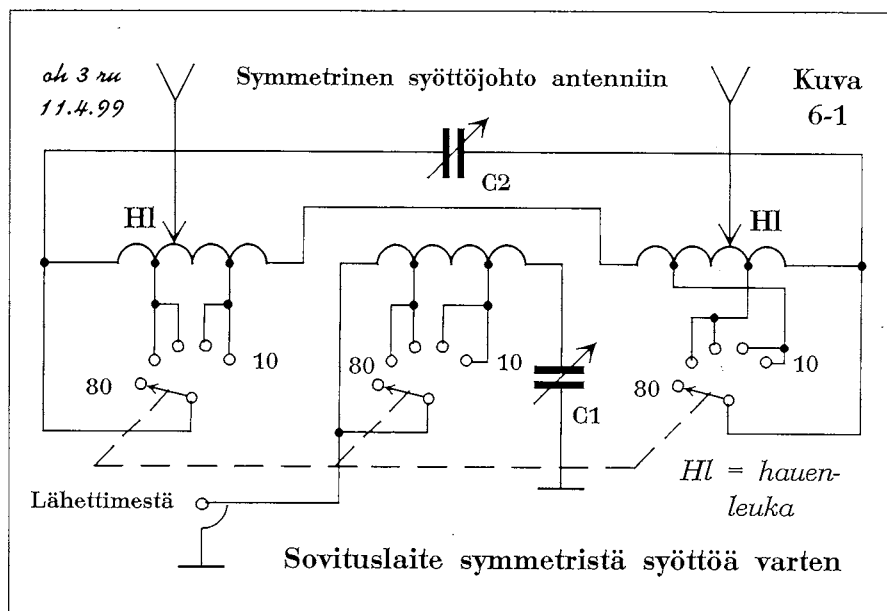 oh 3 ru
11.4.99
Symmetrinen syöttöjohto antenniin
Kuva
6-1
C2
Hl
Hl
80
10
80
10
C1
80
10
Lähettimestä
Hl = hauen-
leuka
Sovituslaite symmetristä syöttöä varten